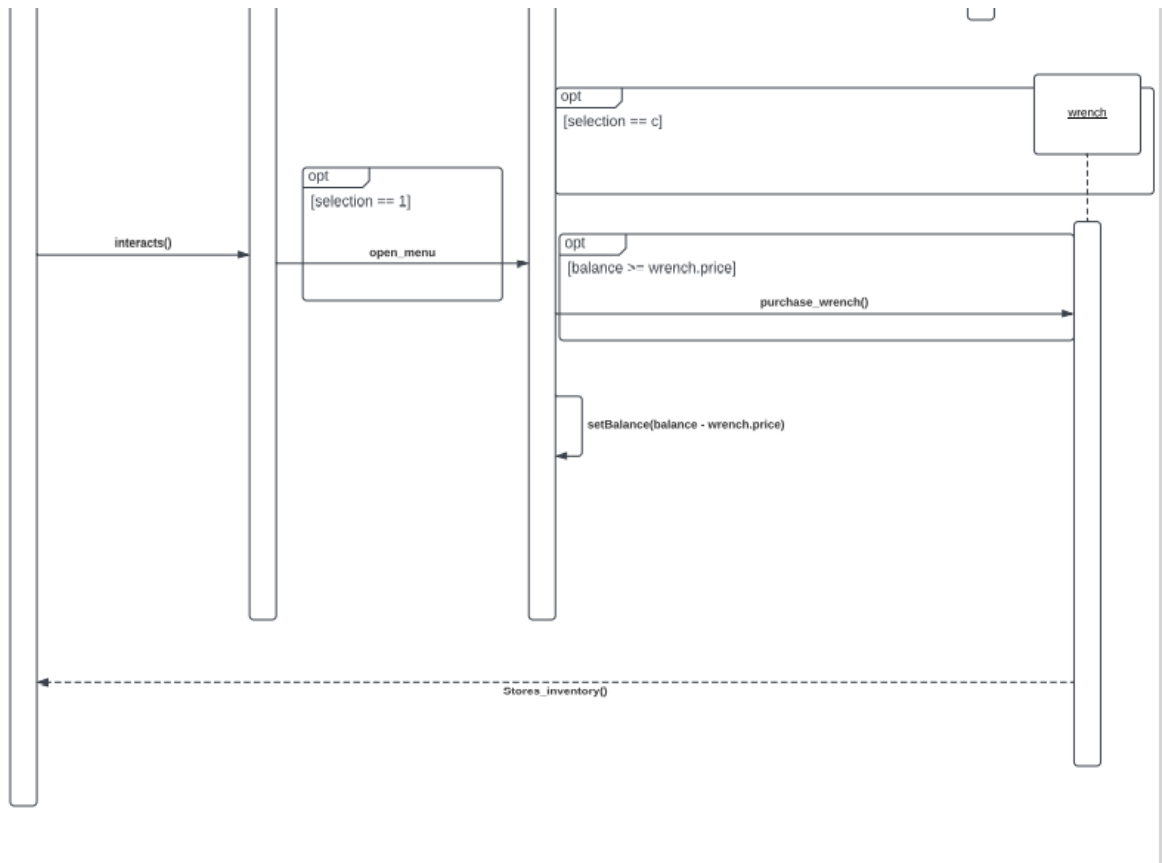 opt
[selection == c]
wrench
opt
[selection == 1]
interacts()
open_menu
opt
[balance >= wrench.price]
purchase_wrench()
setBalance(balance - wrench.price)
Stores_inventory()